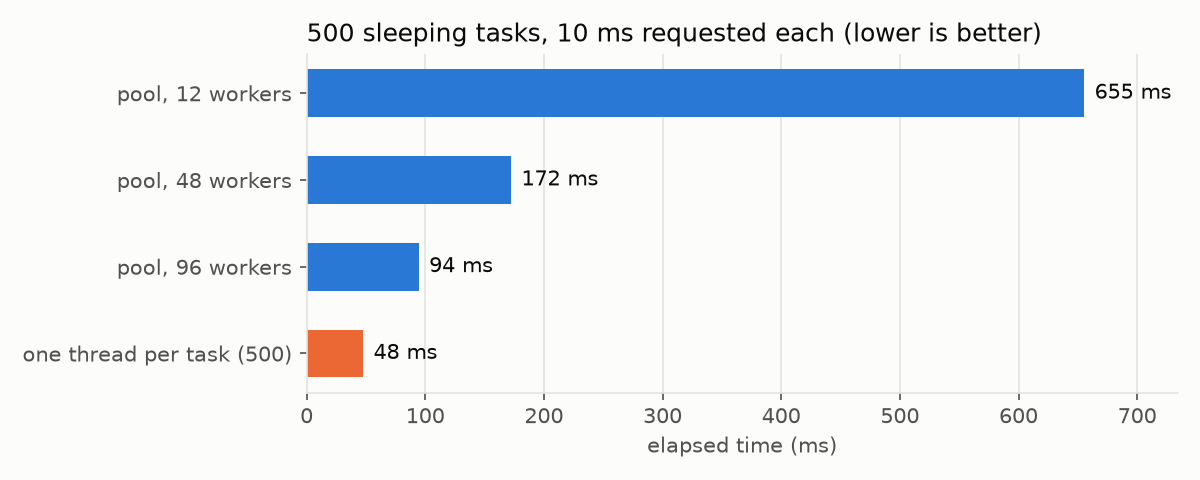 500 sleeping tasks, 10 ms requested each (lower is better)
pool, 12 workers
655 ms
pool, 48 workers
172 ms
pool, 96 workers
94 ms
one thread per task (500)
48 ms
0 100 200 300 400 500 600 700
elapsed time (ms)